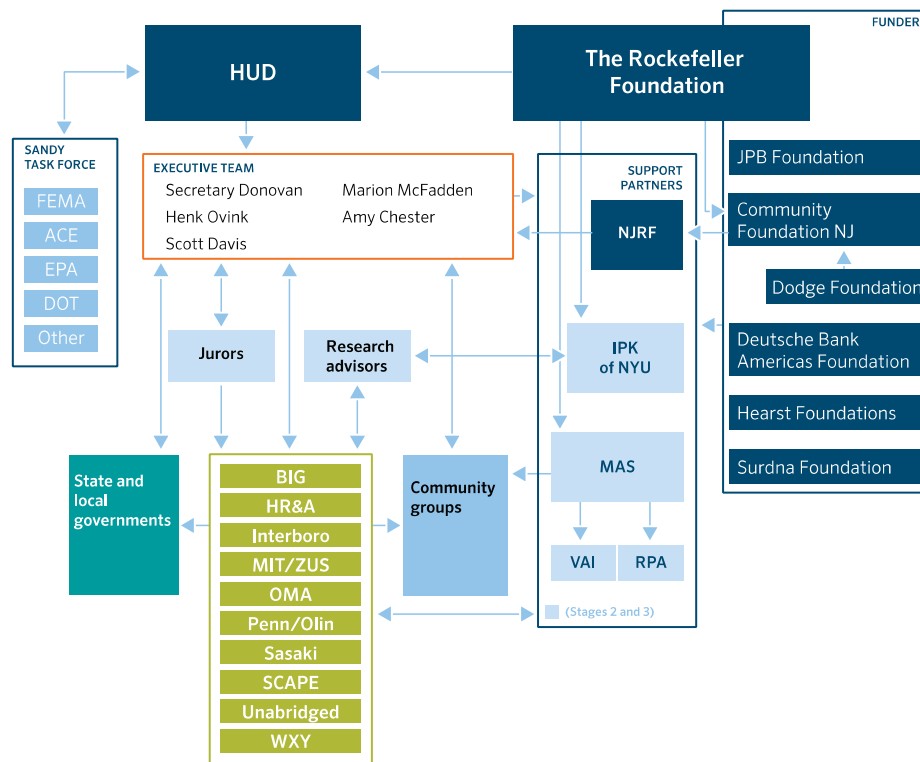 FUNDER
HUD
The Rockefeller
Foundation
SANDY
TASK FORCE
FEMA
ACE
EPA
DOT
Other
EXECUTIVE TEAM
Secretary Donovan
Henk Ovink
Scott Davis
Marion McFadden
Amy Chester
SUPPORT
PARTNERS
NJRF
JPB Foundation
Community
Foundation NJ
Dodge Foundation
Deutsche Bank
Americas Foundation
Hearst Foundations
Surdna Foundation
Jurors
Research
advisors
IPK
of NYU
MAS
VAI
RPA
(Stages 2 and 3)
State and
local
governments
BIG
HR&A
Interboro
MIT/ZUS
OMA
Penn/Olin
Sasaki
SCAPE
Unabridged
WXY
Community
groups